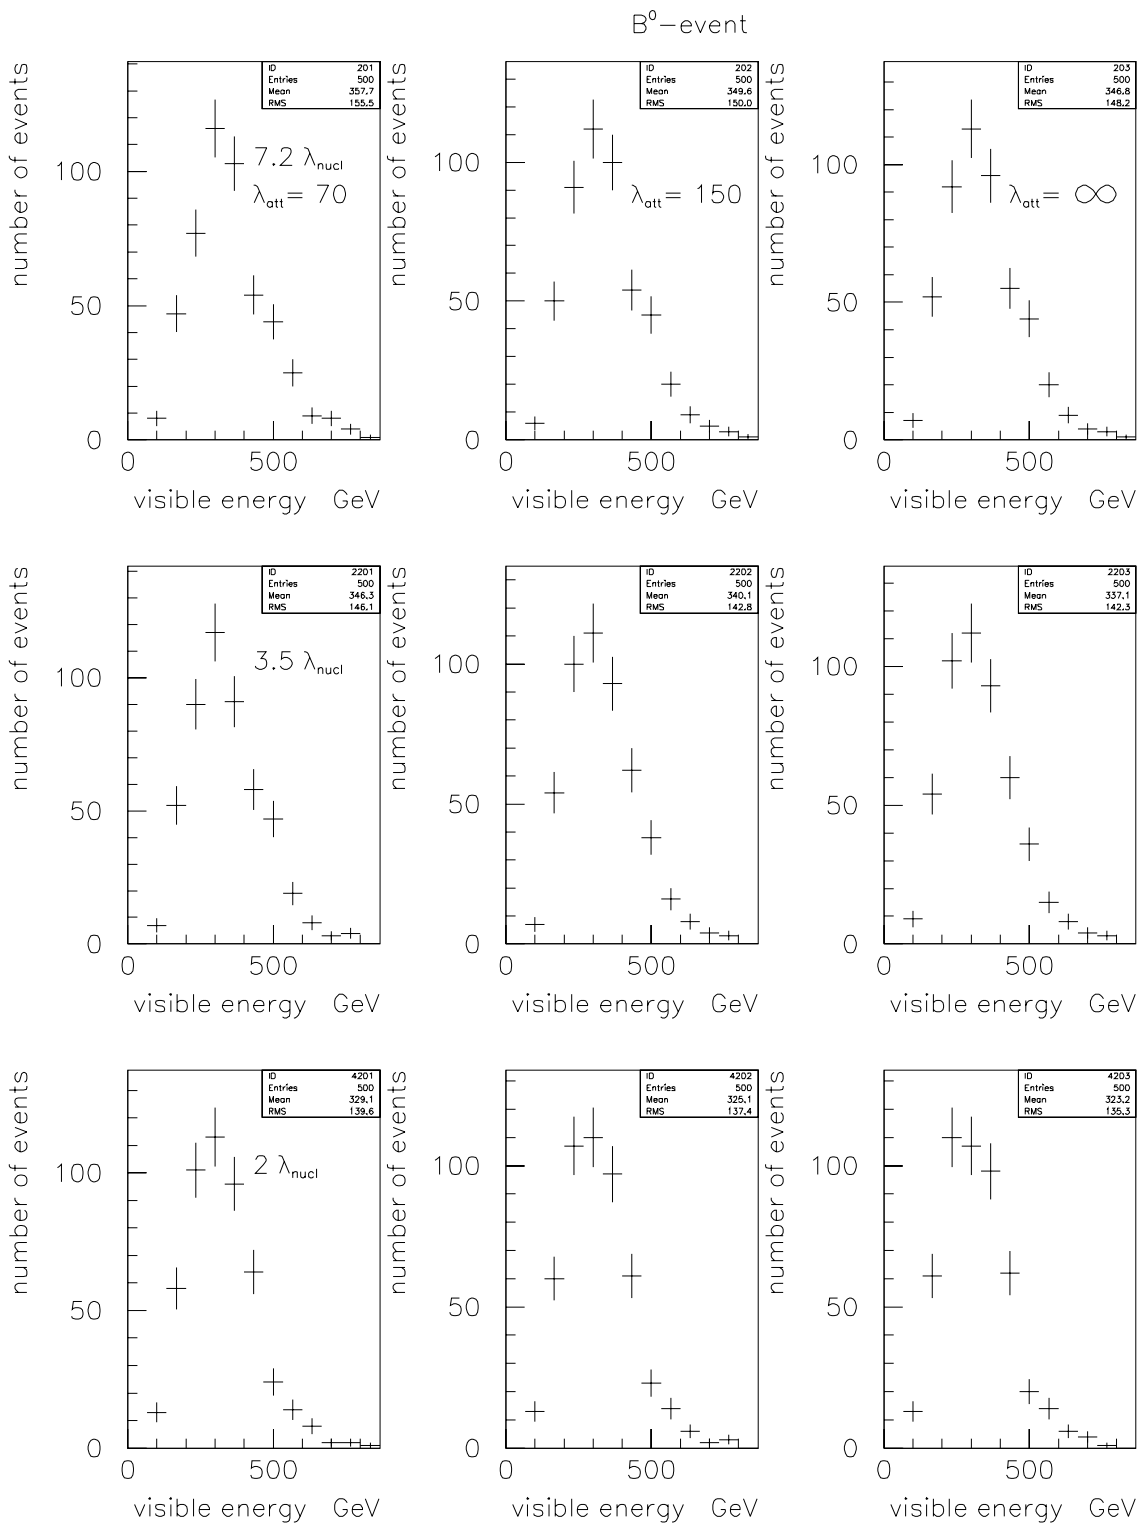 B⁰-event
number of events
ID 201
Entries 500
Mean 357.7
RMS 155.5
7.2 λnucl
λatt= 70
100
50
0
0 500
visible energy GeV
number of events
ID 202
Entries 500
Mean 349.6
RMS 150.0
λatt= 150
100
50
0
0 500
visible energy GeV
number of events
ID 203
Entries 500
Mean 346.8
RMS 148.2
λatt= ∞
100
50
0
0 500
visible energy GeV
number of events
ID 2201
Entries 500
Mean 346.3
RMS 146.1
3.5 λnucl
100
50
0
0 500
visible energy GeV
number of events
ID 2202
Entries 500
Mean 340.1
RMS 142.8
100
50
0
0 500
visible energy GeV
number of events
ID 2203
Entries 500
Mean 337.1
RMS 142.3
100
50
0
0 500
visible energy GeV
number of events
ID 4201
Entries 500
Mean 329.1
RMS 139.6
2 λnucl
100
50
0
0 500
visible energy GeV
number of events
ID 4202
Entries 500
Mean 325.1
RMS 137.4
100
50
0
0 500
visible energy GeV
number of events
ID 4203
Entries 500
Mean 323.2
RMS 135.3
100
50
0
0 500
visible energy GeV